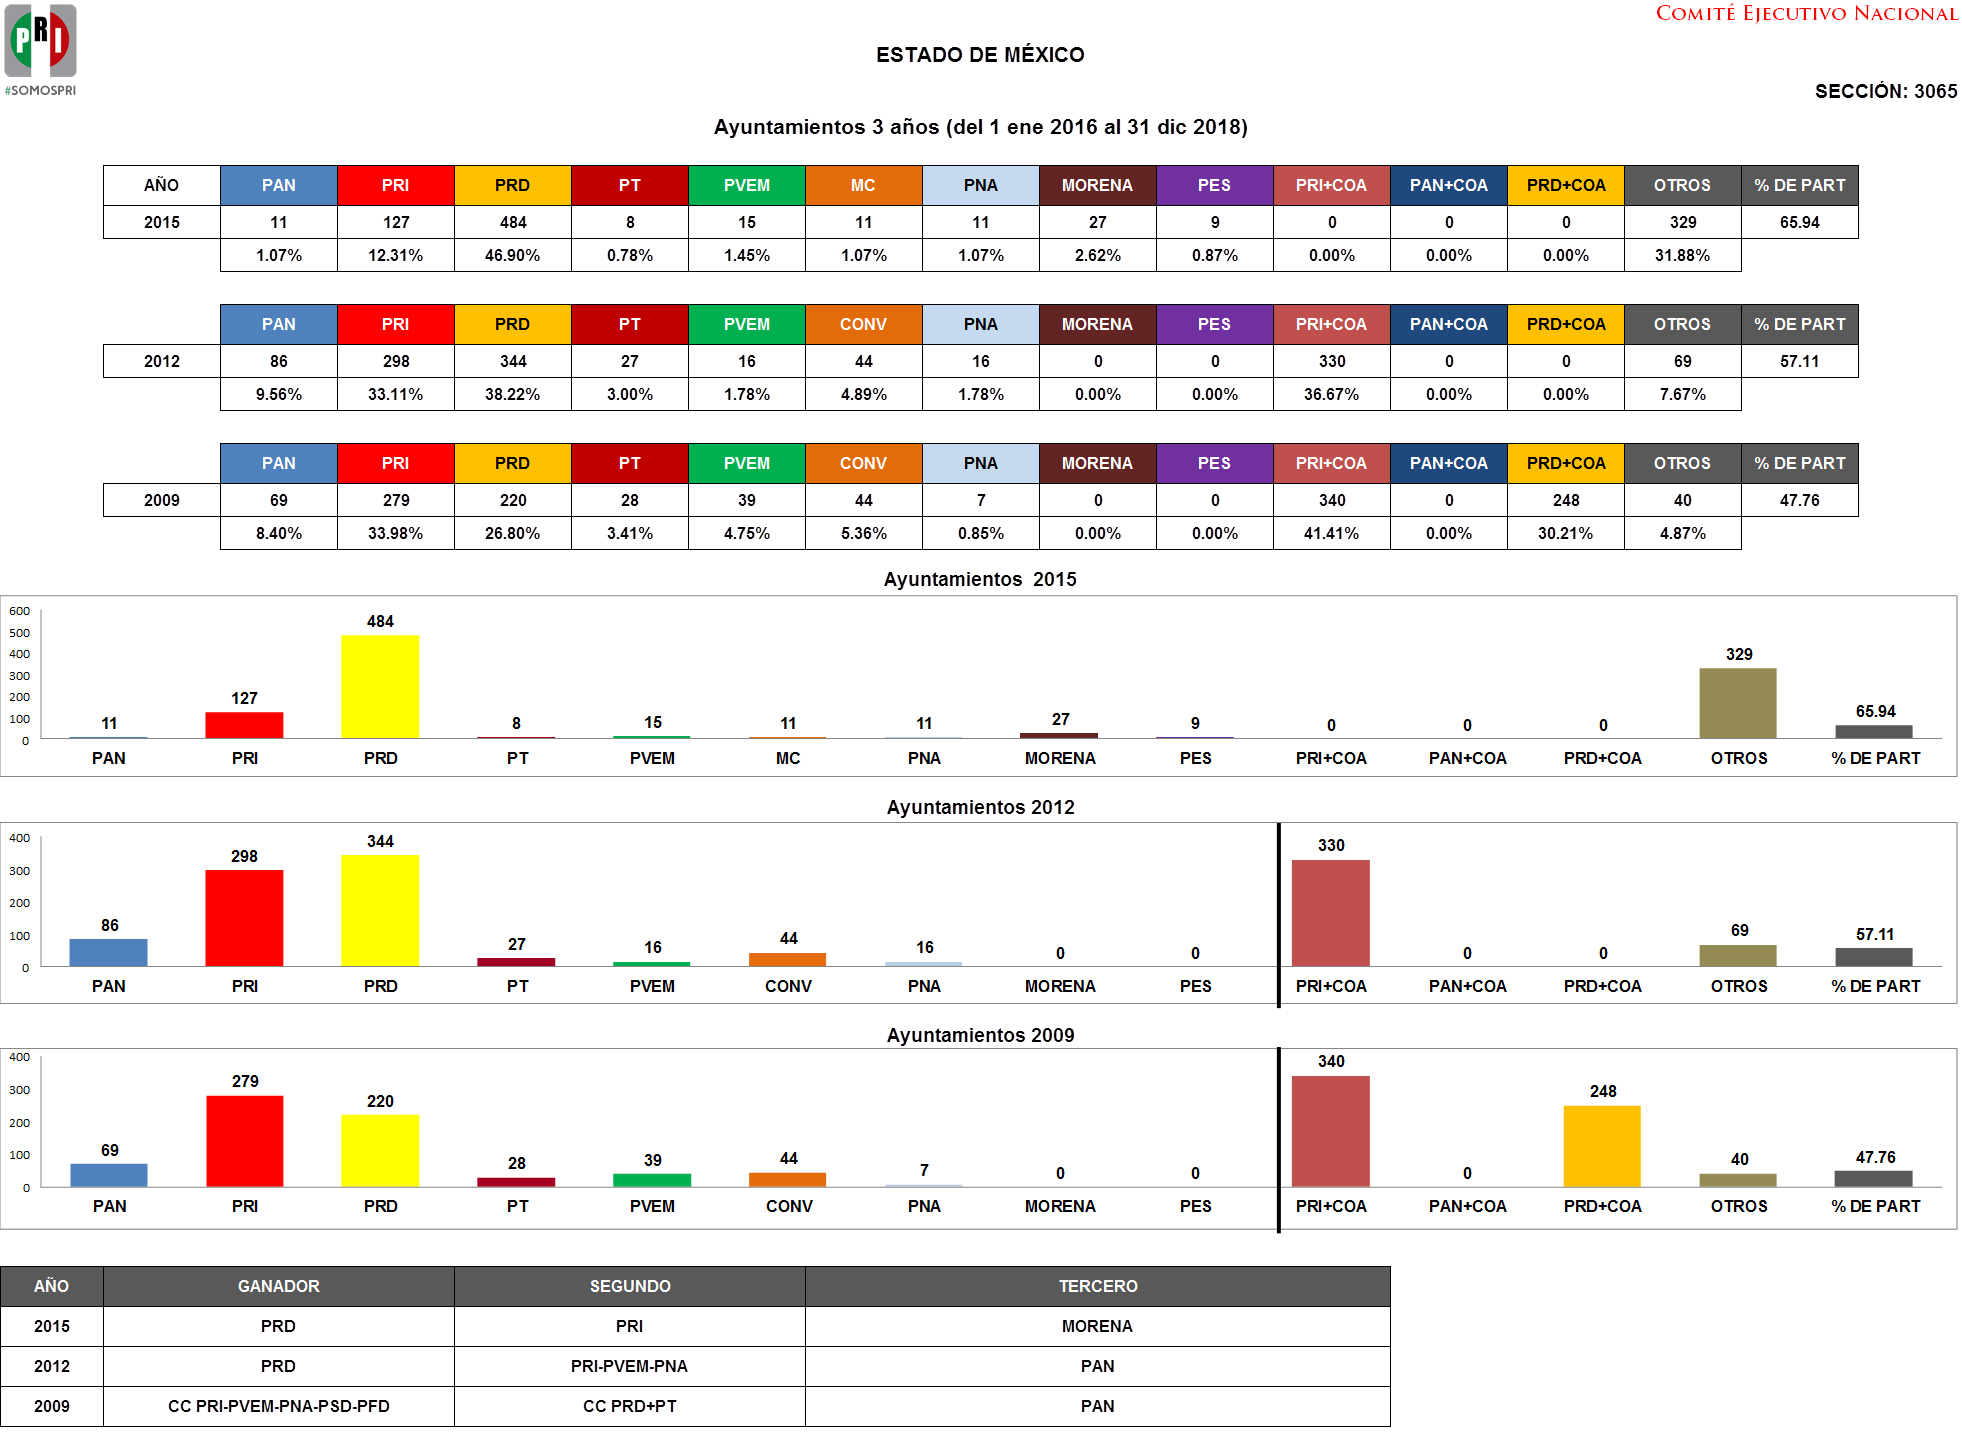 PRI
#SOMOSPRI
COMITÉ EJECUTIVO NACIONAL
ESTADO DE MÉXICO
SECCIÓN: 3065
Ayuntamientos 3 años (del 1 ene 2016 al 31 dic 2018)
AÑO PAN PRI PRD PT PVEM MC PNA MORENA PES PRI+COA PAN+COA PRD+COA OTROS % DE PART
2015 11 127 484 8 15 11 11 27 9 0 0 0 329 65.94
1.07% 12.31% 46.90% 0.78% 1.45% 1.07% 1.07% 2.62% 0.87% 0.00% 0.00% 0.00% 31.88%
PAN PRI PRD PT PVEM CONV PNA MORENA PES PRI+COA PAN+COA PRD+COA OTROS % DE PART
2012 86 298 344 27 16 44 16 0 0 330 0 0 69 57.11
9.56% 33.11% 38.22% 3.00% 1.78% 4.89% 1.78% 0.00% 0.00% 36.67% 0.00% 0.00% 7.67%
PAN PRI PRD PT PVEM CONV PNA MORENA PES PRI+COA PAN+COA PRD+COA OTROS % DE PART
2009 69 279 220 28 39 44 7 0 0 340 0 248 40 47.76
8.40% 33.98% 26.80% 3.41% 4.75% 5.36% 0.85% 0.00% 0.00% 41.41% 0.00% 30.21% 4.87%
Ayuntamientos 2015
600
500
400
300
200
100
0
11 127 484 8 15 11 11 27 9 0 0 0 329 65.94
PAN PRI PRD PT PVEM MC PNA MORENA PES PRI+COA PAN+COA PRD+COA OTROS % DE PART
Ayuntamientos 2012
400
300
200
100
0
86 298 344 27 16 44 16 0 0 330 0 0 69 57.11
PAN PRI PRD PT PVEM CONV PNA MORENA PES PRI+COA PAN+COA PRD+COA OTROS % DE PART
Ayuntamientos 2009
400
300
200
100
0
69 279 220 28 39 44 7 0 0 340 0 248 40 47.76
PAN PRI PRD PT PVEM CONV PNA MORENA PES PRI+COA PAN+COA PRD+COA OTROS % DE PART
AÑO GANADOR SEGUNDO TERCERO
2015 PRD PRI MORENA
2012 PRD PRI-PVEM-PNA PAN
2009 CC PRI-PVEM-PNA-PSD-PFD CC PRD+PT PAN